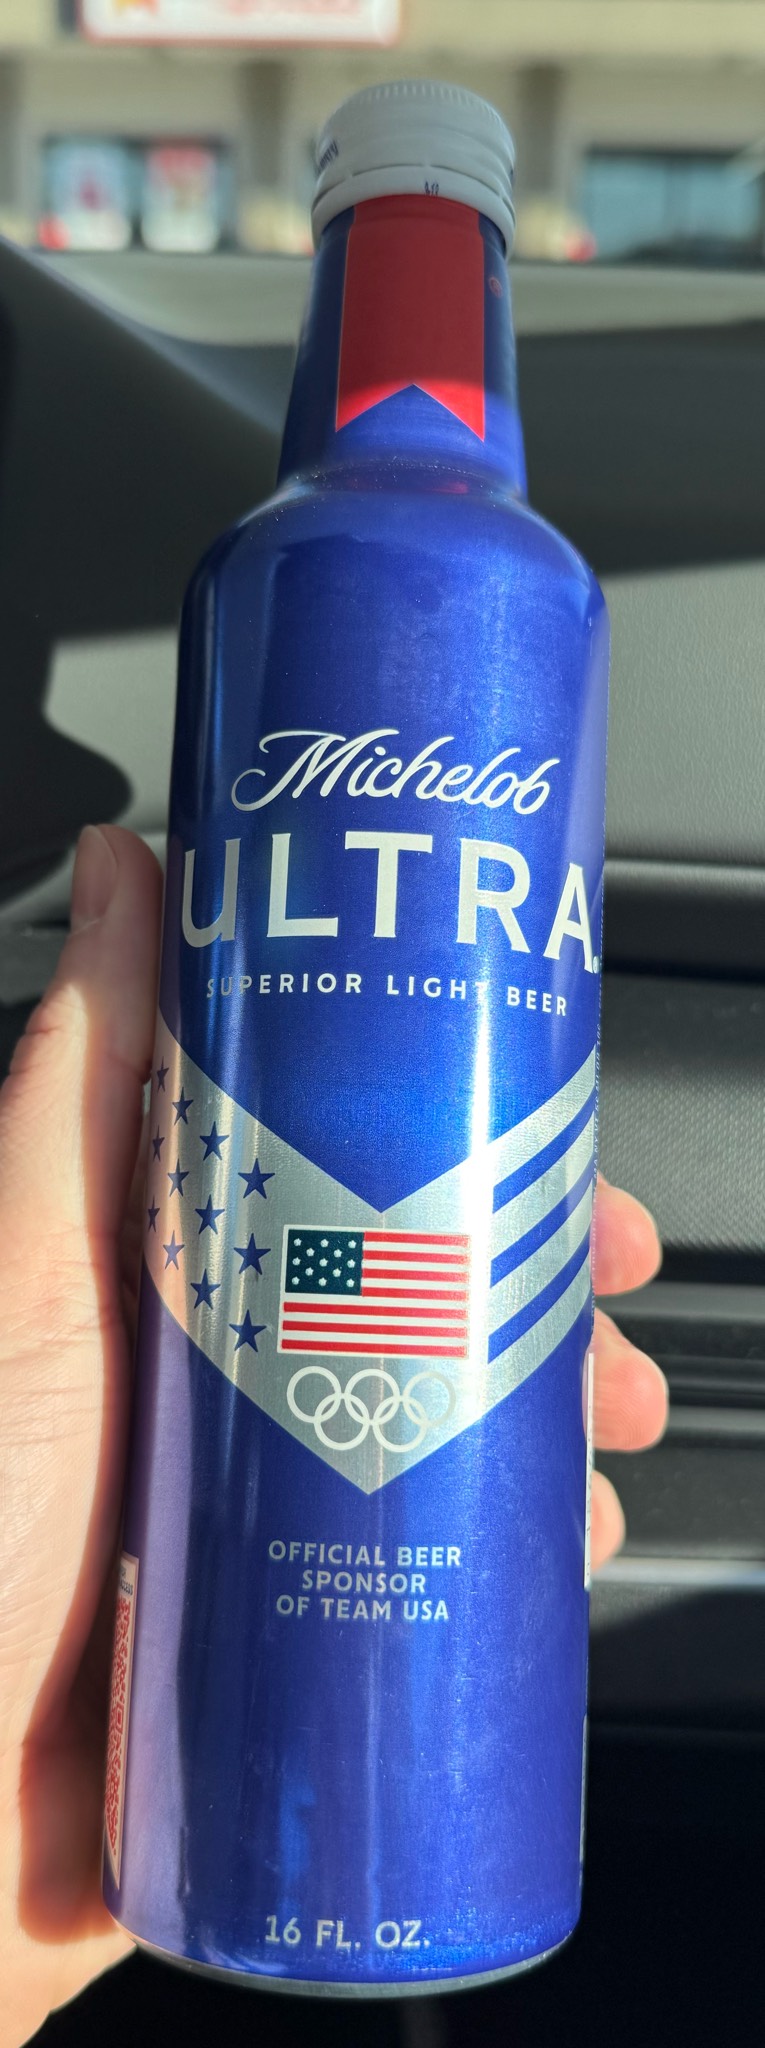 Michelob
ULTRA
SUPERIOR LIGHT BEER
OFFICIAL BEER
SPONSOR
OF TEAM USA
16 FL. OZ.